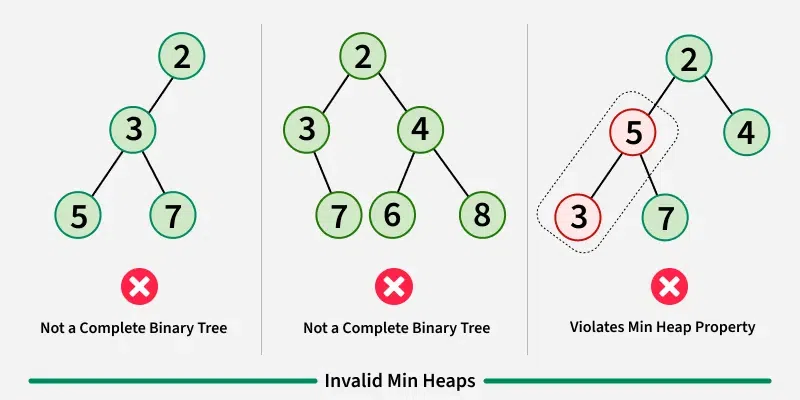 2
3
5 7
Not a Complete Binary Tree
2
3 4
7 6 8
Not a Complete Binary Tree
2
5 4
3 7
Violates Min Heap Property
Invalid Min Heaps